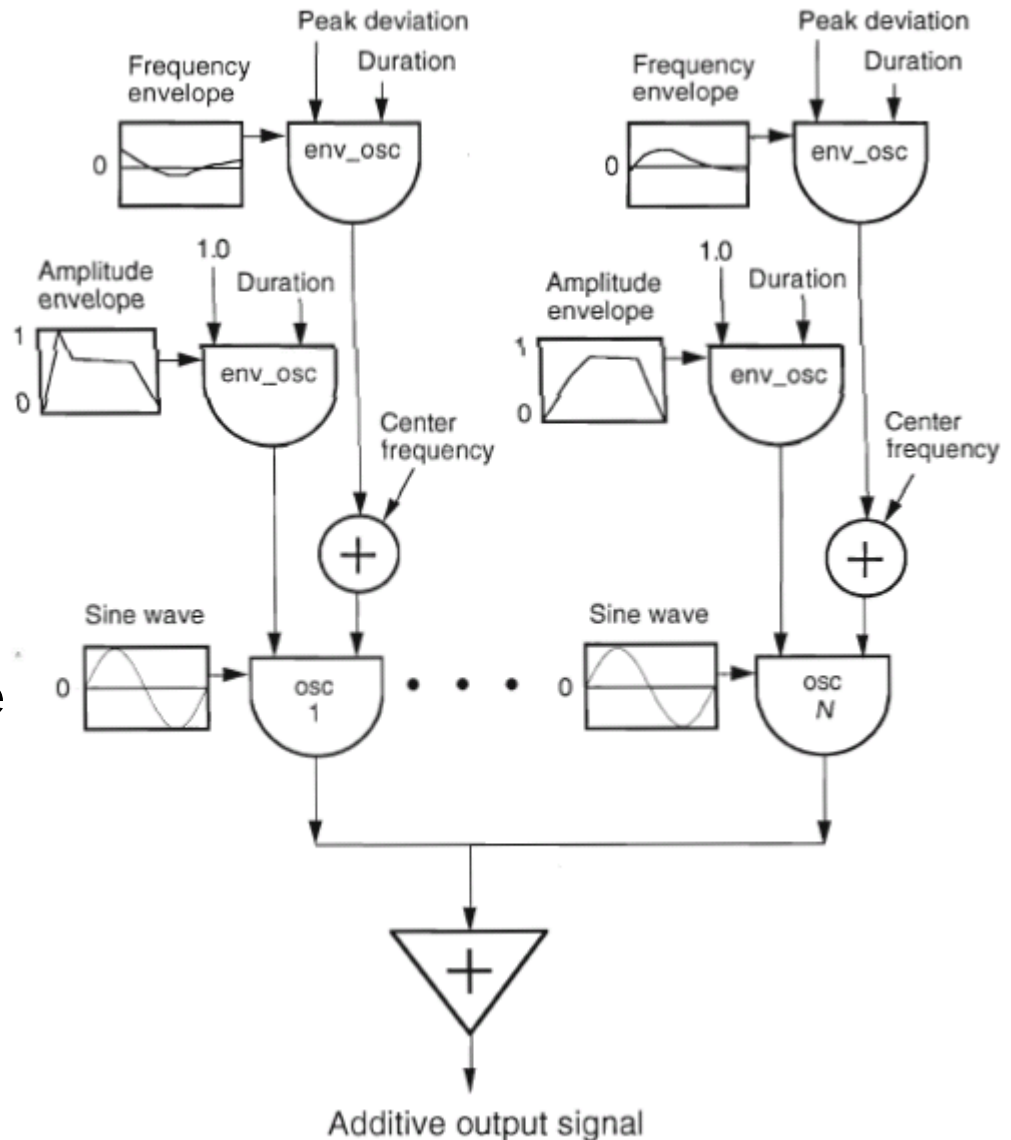 Peak deviation
Duration
Frequency
envelope
0
env_osc
Peak deviation
Duration
Frequency
envelope
0
env_osc
Amplitude
envelope
1
0
1.0
Duration
env_osc
Center
frequency
+
Amplitude
envelope
1
0
1.0
Duration
env_osc
Center
frequency
+
Sine wave
0
osc
1
• • •
Sine wave
0
osc
N
e
+
Additive output signal